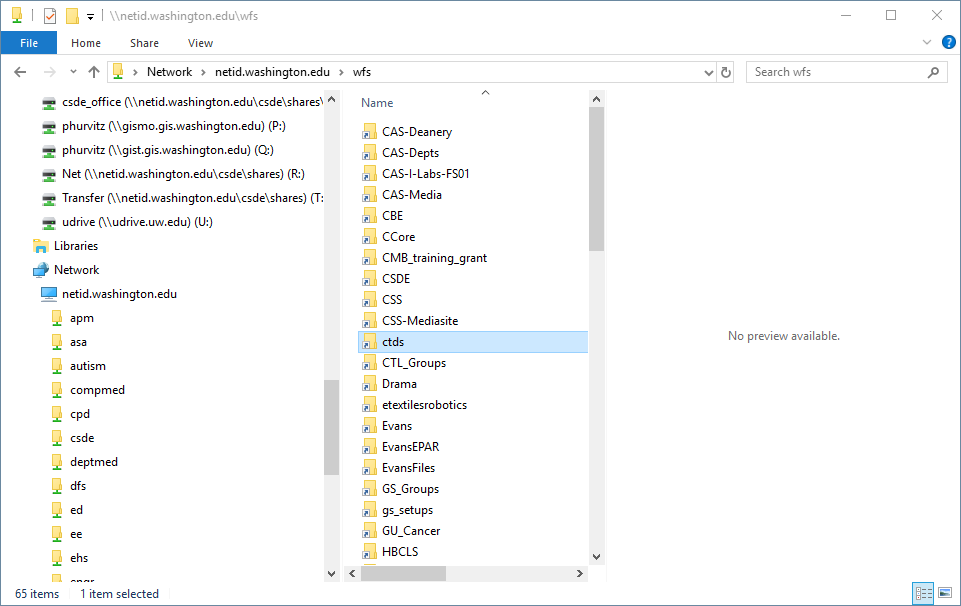 \\netid.washington.edu\wfs
File Home Share View
Network netid.washington.edu wfs
Search wfs
csde_office (\\netid.washington.edu\csde\shares\
phurvitz (\\gismo.gis.washington.edu) (P:)
phurvitz (\\gist.gis.washington.edu) (Q:)
Net (\\netid.washington.edu\csde\shares) (R:)
Transfer (\\netid.washington.edu\csde\shares) (T:
udrive (\\udrive.uw.edu) (U:)
Libraries
Network
netid.washington.edu
apm
asa
autism
compmed
cpd
csde
deptmed
dfs
ed
ee
ehs
engr
Name
CAS-Deanery
CAS-Depts
CAS-I-Labs-FS01
CAS-Media
CBE
CCore
CMB_training_grant
CSDE
CSS
CSS-Mediasite
ctds
CTL_Groups
Drama
etextilesrobotics
Evans
EvansEPAR
EvansFiles
GS_Groups
gs_setups
GU_Cancer
HBCLS
No preview available.
65 items 1 item selected